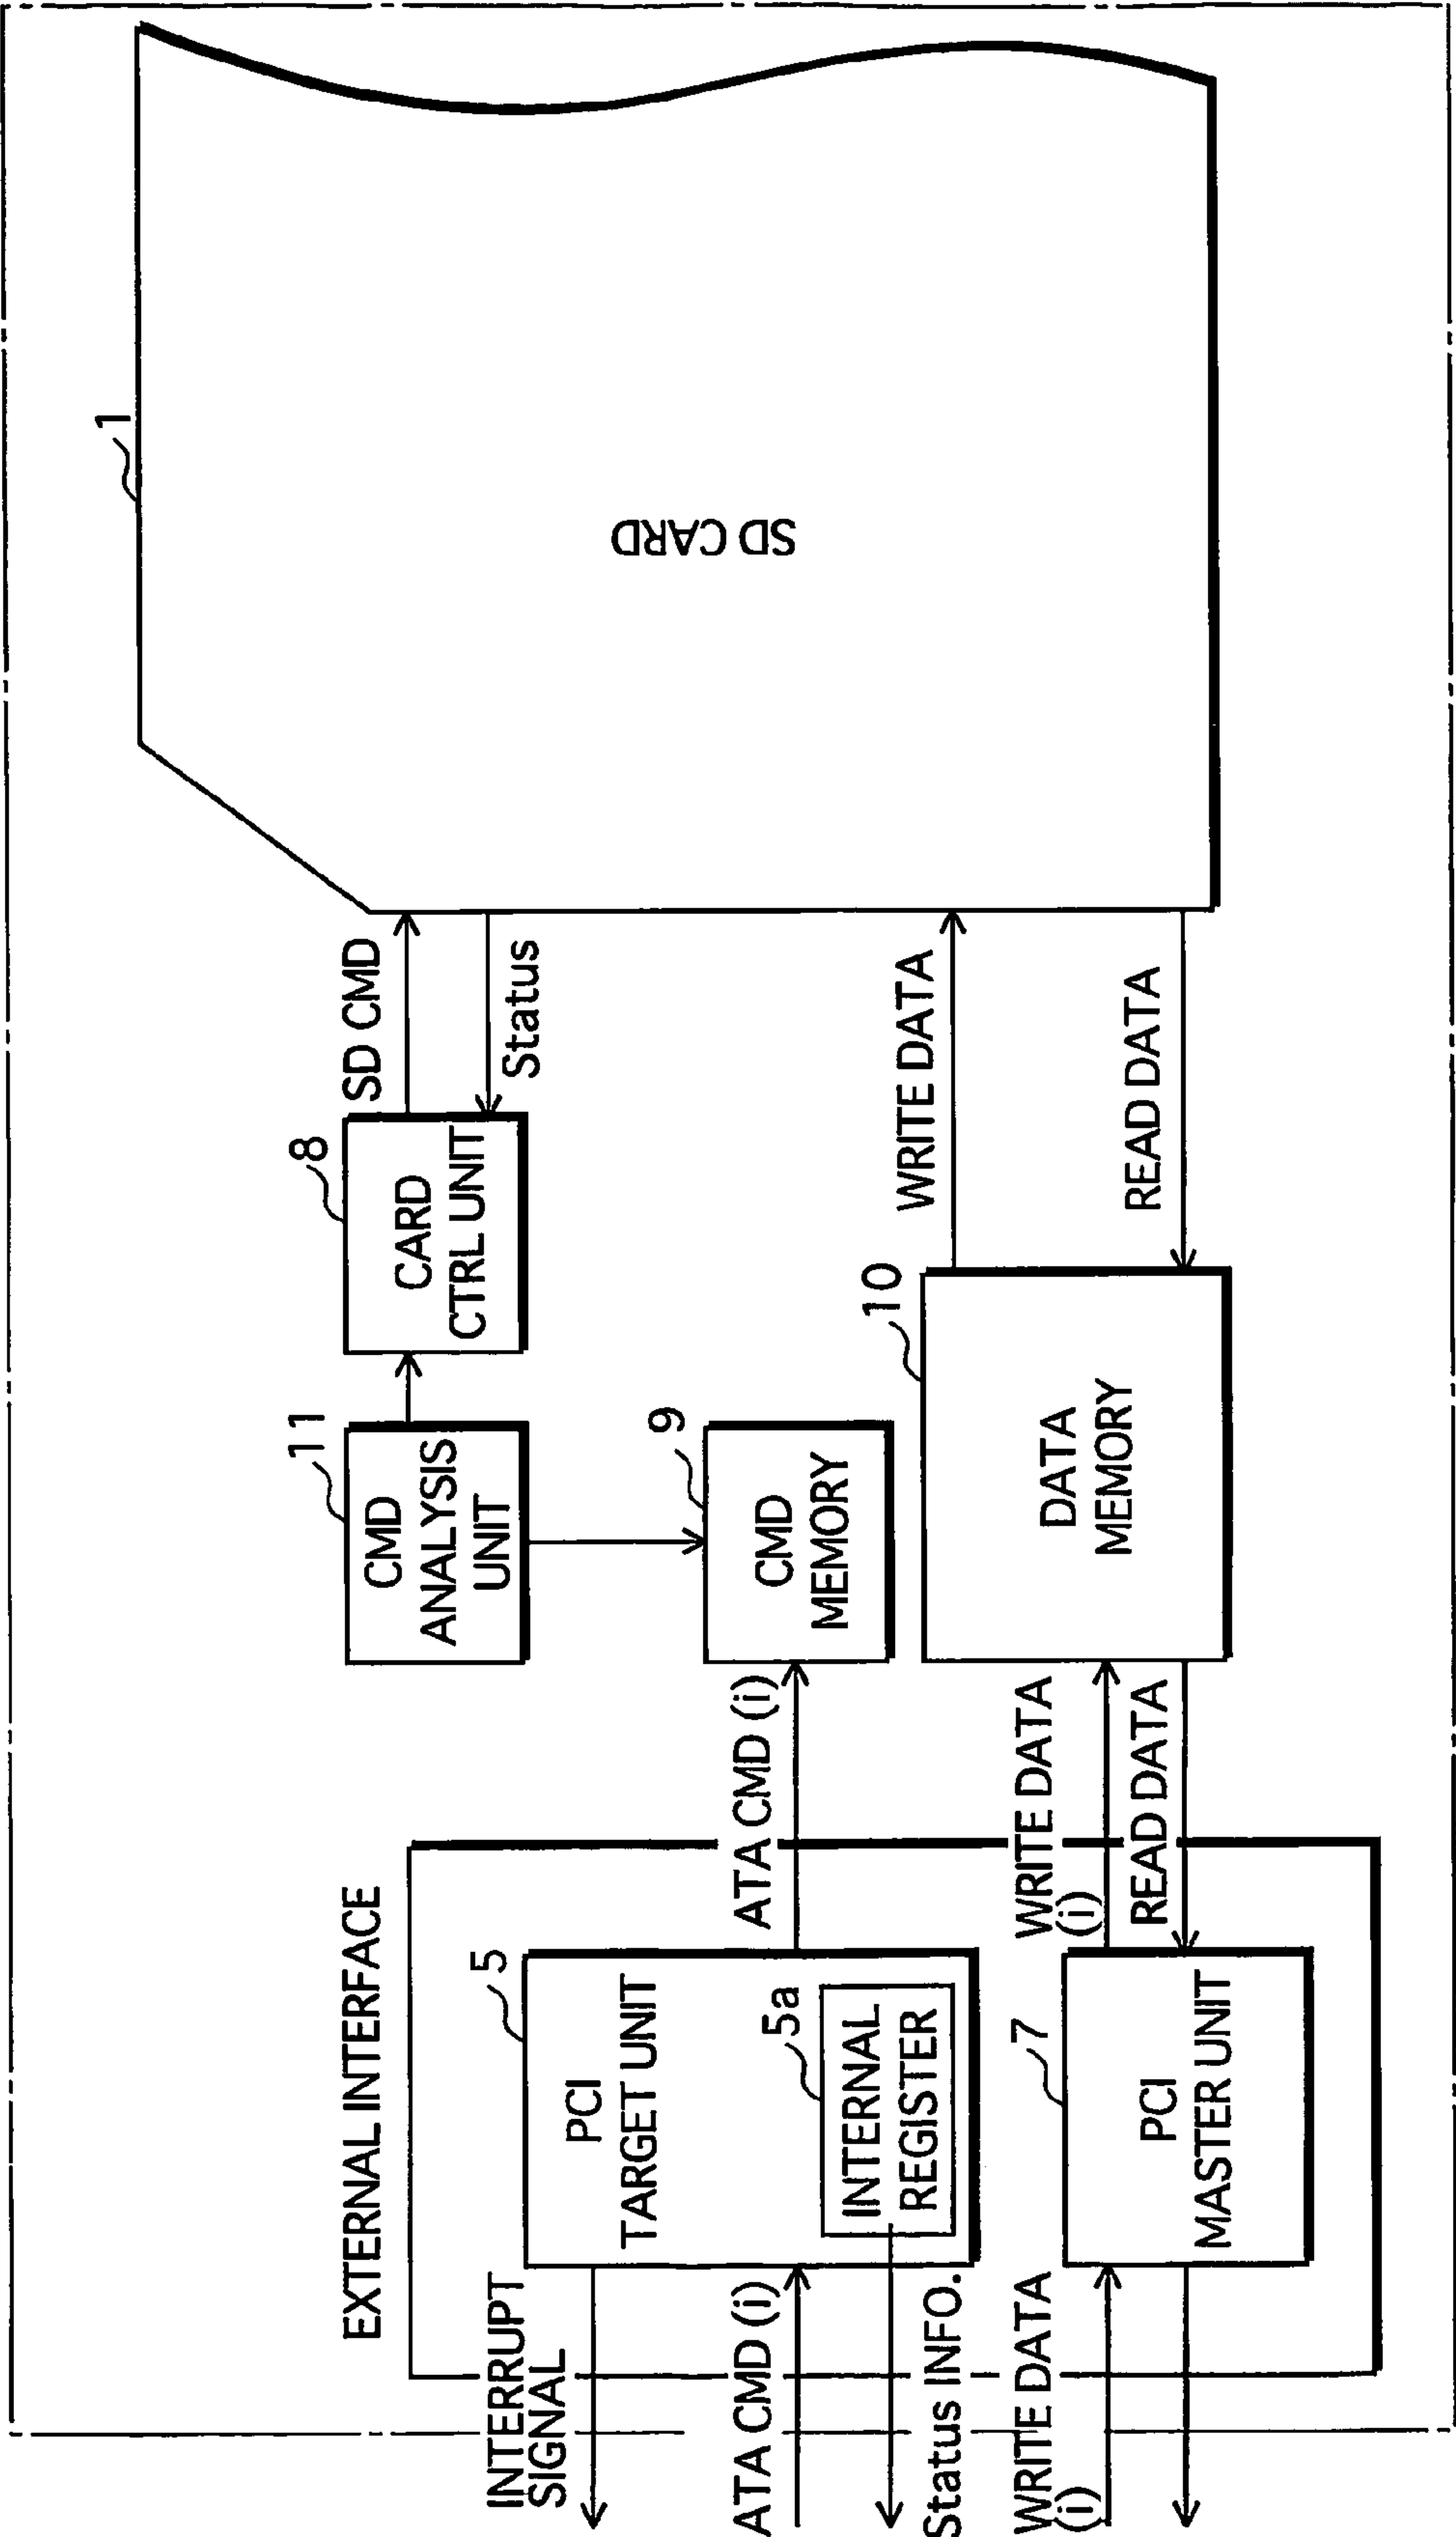 EXTERNAL INTERFACE
INTERRUPT
SIGNAL
5
PCI
TARGET UNIT
ATA CMD (i)
ATA CMD (i)
5a
INTERNAL
REGISTER
Status INFO.
WRITE DATA
(i)
7
PCI
MASTER UNIT
WRITE DATA
(i)
READ DATA
11
CMD
ANALYSIS
UNIT
9
CMD
MEMORY
10
DATA
MEMORY
8
CARD
CTRL UNIT
SD CMD
Status
WRITE DATA
READ DATA
1
SD CARD